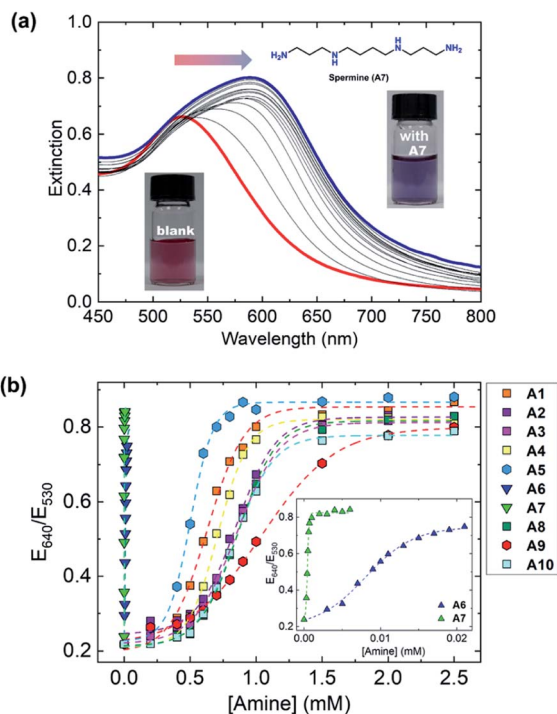 (a)
1.0
0.8
0.6
0.4
0.2
0.0
Extinction
H₂N
N
H
H
N
NH₂
Spermine (A7)
with
A7
blank
450 500 550 600 650 700 750 800
Wavelength (nm)
(b)
0.8
0.6
0.4
0.2
E₆₄₀/E₅₃₀
0.0 0.5 1.0 1.5 2.0 2.5
[Amine] (mM)
A1
A2
A3
A4
A5
A6
A7
A8
A9
A10
0.8
0.6
0.4
0.2
E₆₄₀/E₅₃₀
A6
A7
0.00 0.01 0.02
[Amine] (mM)